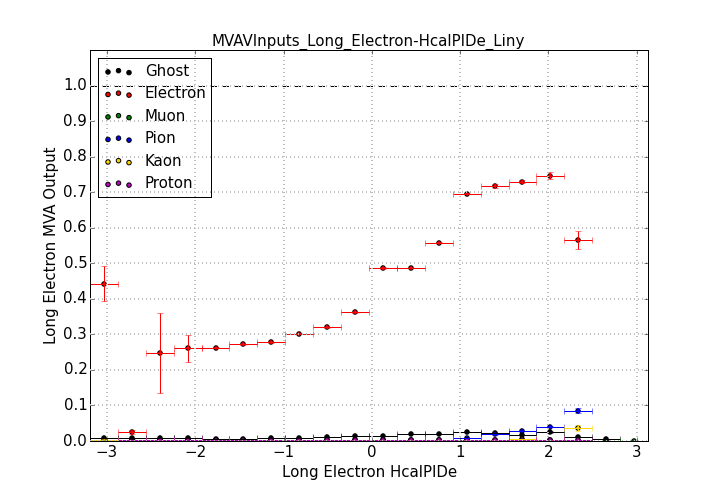 MVAVInputs_Long_Electron-HcalPIDe_Liny
Long Electron MVA Output
1.0
0.9
0.8
0.7
0.6
0.5
0.4
0.3
0.2
0.1
0.0
Ghost
Electron
Muon
Pion
Kaon
Proton
−3 −2 −1 0 1 2 3
Long Electron HcalPIDe